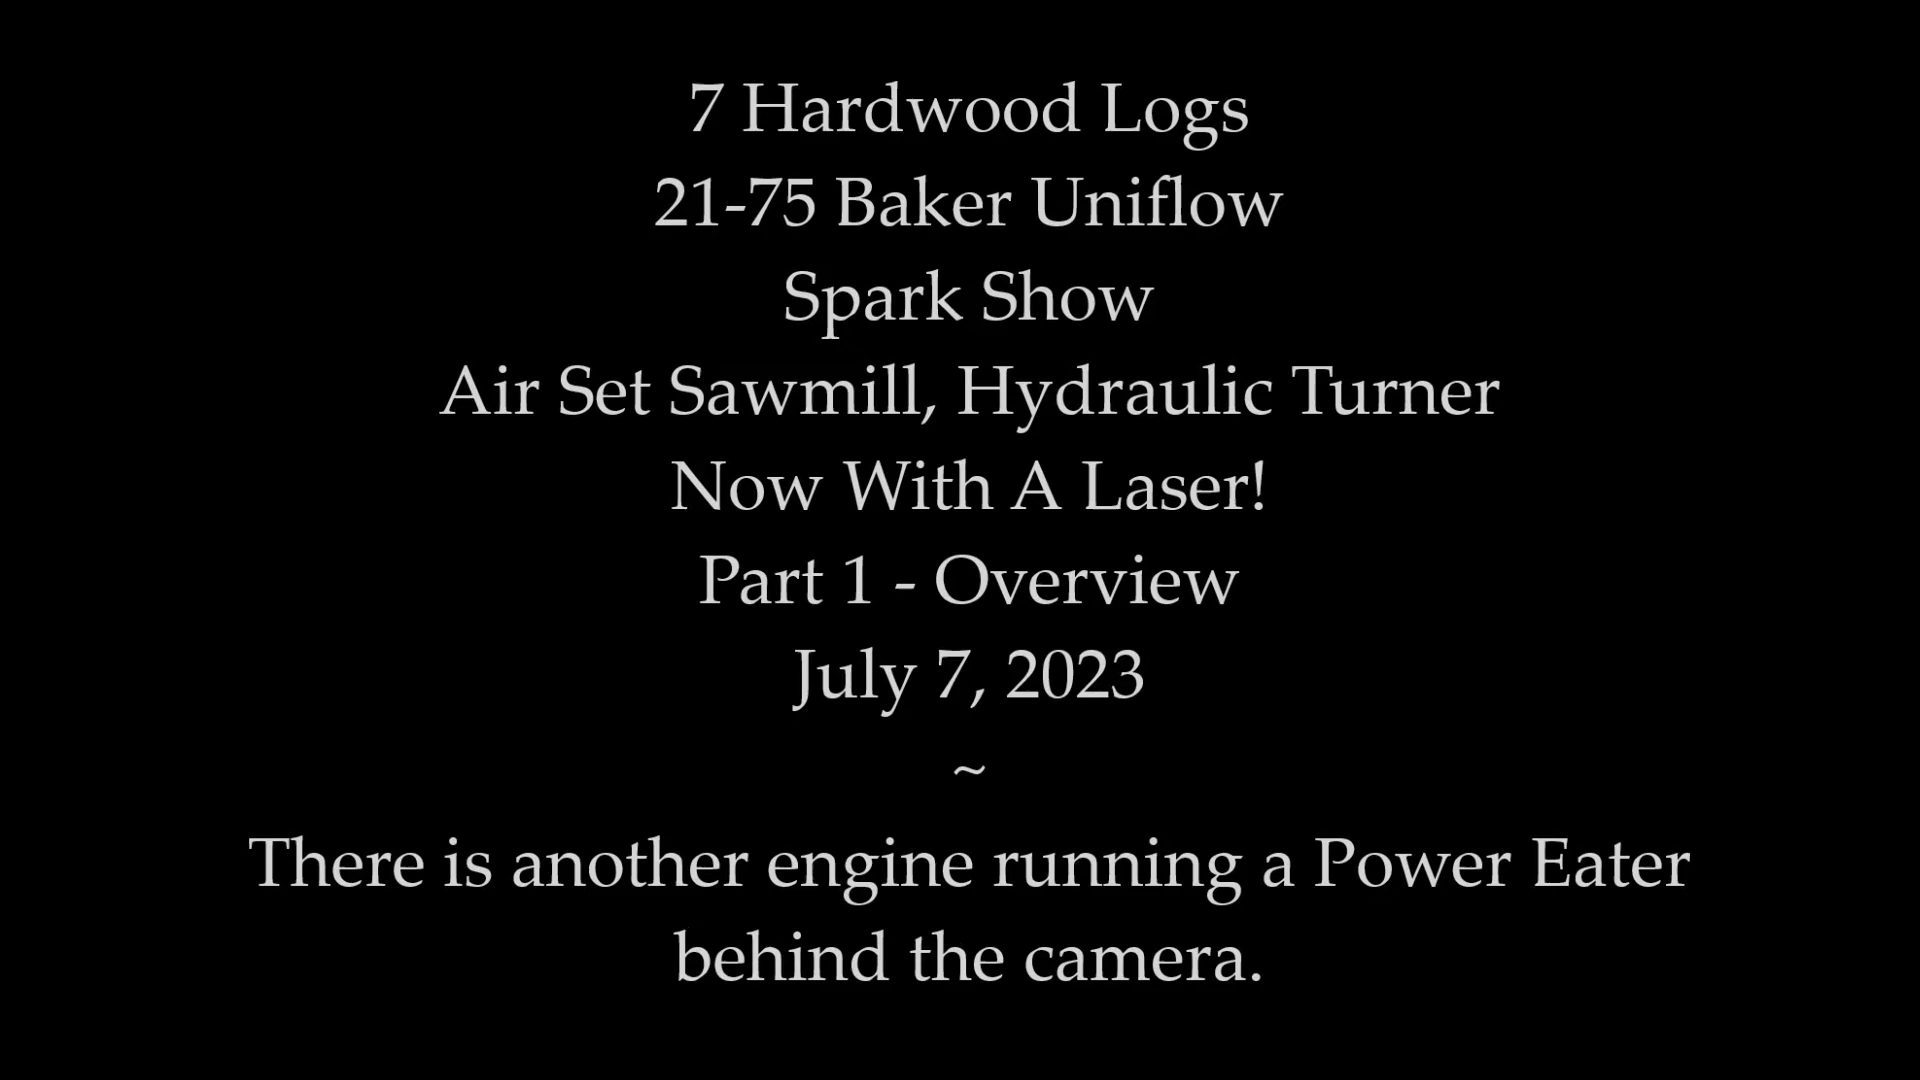 7 Hardwood Logs
21-75 Baker Uniflow
Spark Show
Air Set Sawmill, Hydraulic Turner
Now With A Laser!
Part 1 - Overview
July 7, 2023
~
There is another engine running a Power Eater
behind the camera.